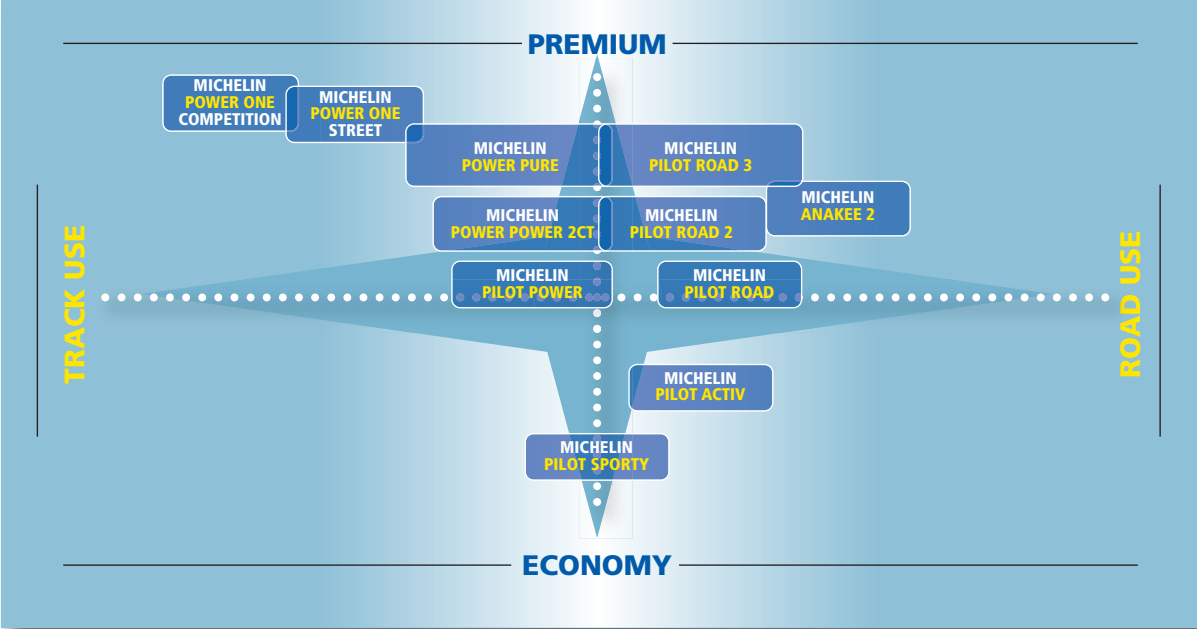 PREMIUM
MICHELIN
POWER ONE
COMPETITION
MICHELIN
POWER ONE
STREET
MICHELIN
POWER PURE
MICHELIN
PILOT ROAD 3
MICHELIN
ANAKEE 2
MICHELIN
POWER POWER 2CT
MICHELIN
PILOT ROAD 2
TRACK USE
MICHELIN
PILOT POWER
MICHELIN
PILOT ROAD
ROAD USE
MICHELIN
PILOT ACTIV
MICHELIN
PILOT SPORTY
ECONOMY